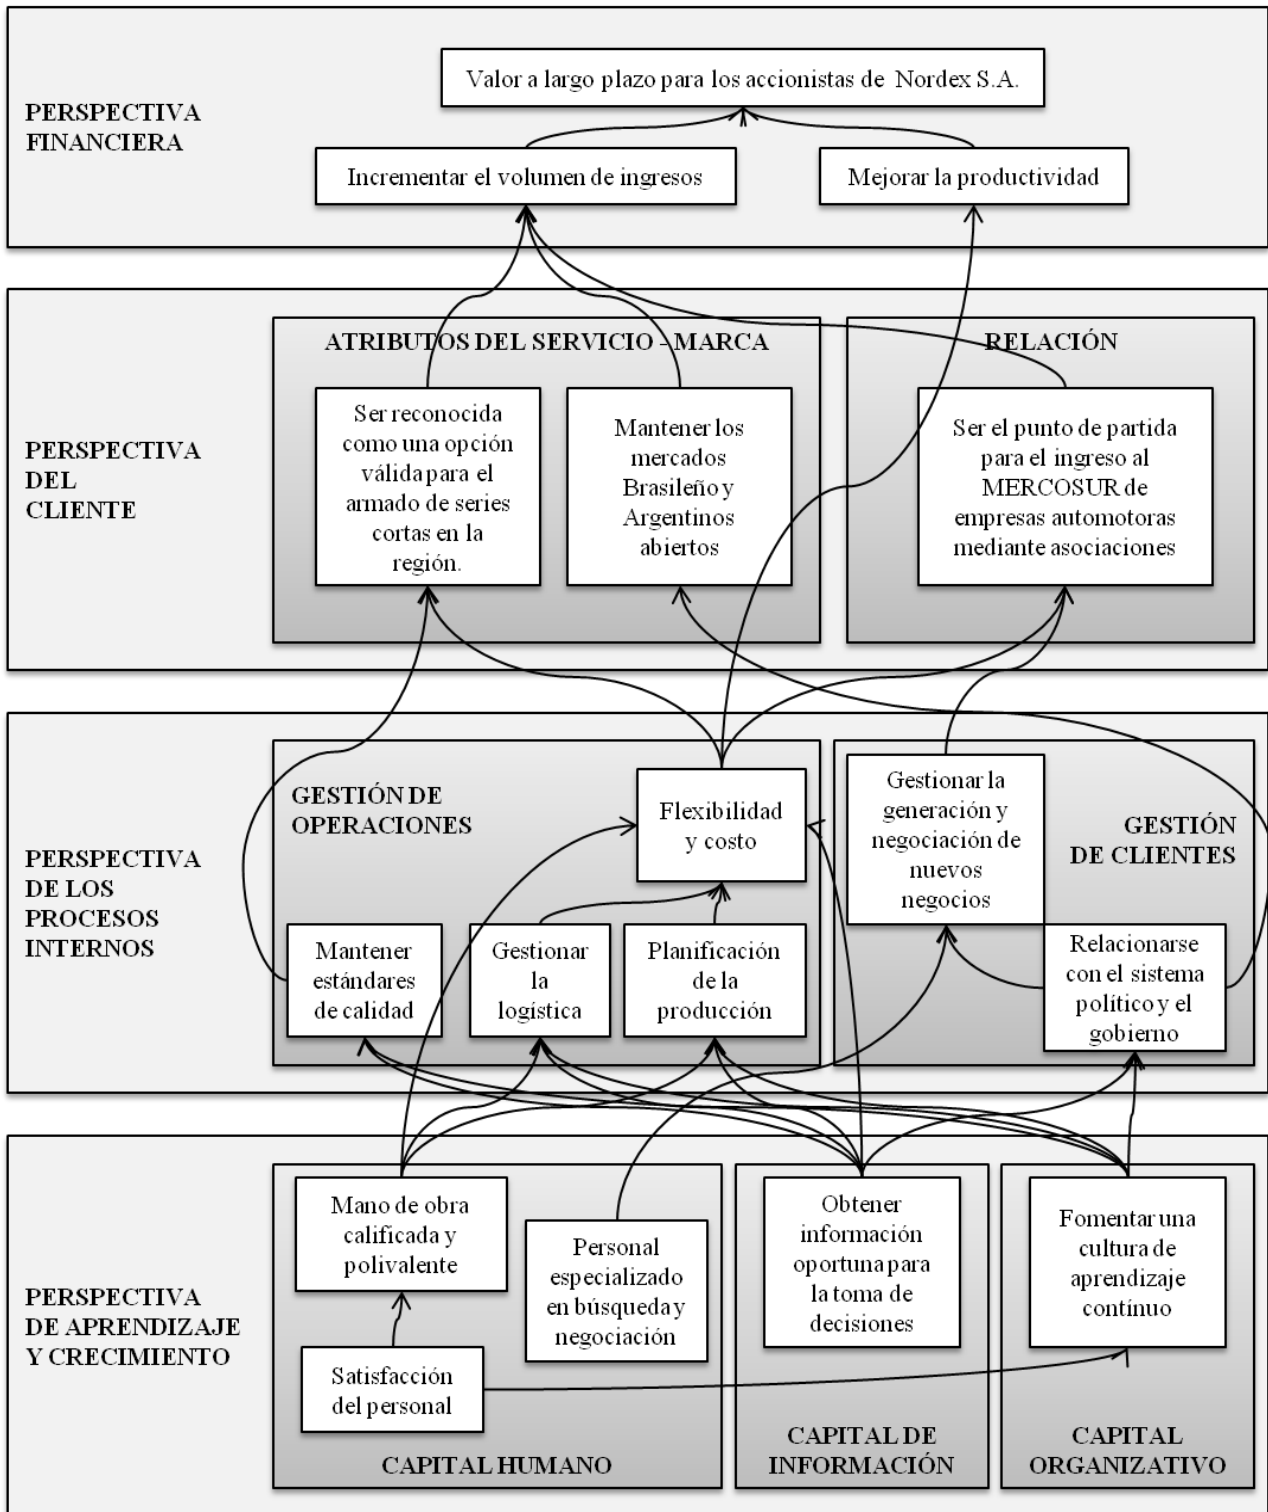 PERSPECTIVA
FINANCIERA
Valor a largo plazo para los accionistas de Nordex S.A.
Incrementar el volumen de ingresos
Mejorar la productividad
PERSPECTIVA
DEL
CLIENTE
ATRIBUTOS DEL SERVICIO - MARCA
Ser reconocida
como una opción
válida para el
armado de series
cortas en la
región.
Mantener los
mercados
Brasileño y
Argentinos
abiertos
RELACIÓN
Ser el punto de partida
para el ingreso al
MERCOSUR de
empresas automotoras
mediante asociaciones
PERSPECTIVA
DE LOS
PROCESOS
INTERNOS
GESTIÓN DE
OPERACIONES
Flexibilidad
y costo
Mantener
estándares
de calidad
Gestionar
la
logística
Planificación
de la
producción
Gestionar la
generación y
negociación de
nuevos
negocios
GESTIÓN
DE CLIENTES
Relacionarse
con el sistema
político y el
gobierno
PERSPECTIVA
DE APRENDIZAJE
Y CRECIMIENTO
Mano de obra
calificada y
polivalente
Personal
especializado
en búsqueda y
negociación
Satisfacción
del personal
CAPITAL HUMANO
Obtener
información
oportuna para
la toma de
decisiones
CAPITAL DE
INFORMACIÓN
Fomentar una
cultura de
aprendizaje
contínuo
CAPITAL
ORGANIZATIVO